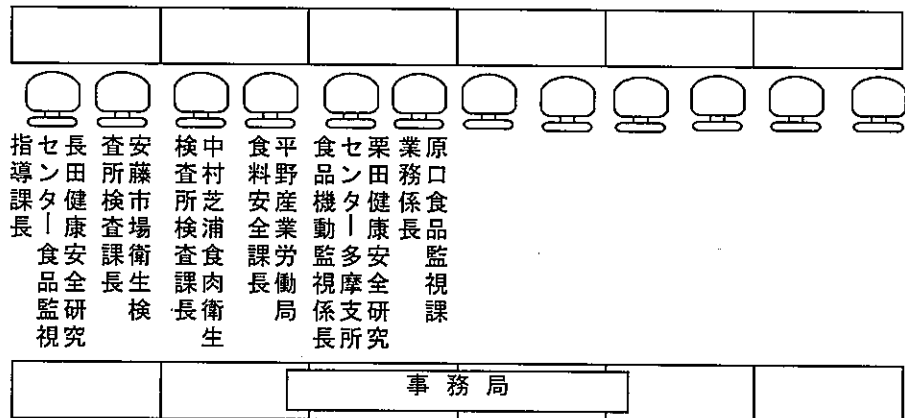 原口食品監視課
業務係長
栗田健康安全研究
センター多摩支所
食品機動監視係長
平野産業労働局
食料安全課長
中村芝浦食肉衛生
検査所検査課長
安藤市場衛生検
査所検査課長
長田健康安全研究
センター食品監視
指導課長
事務局